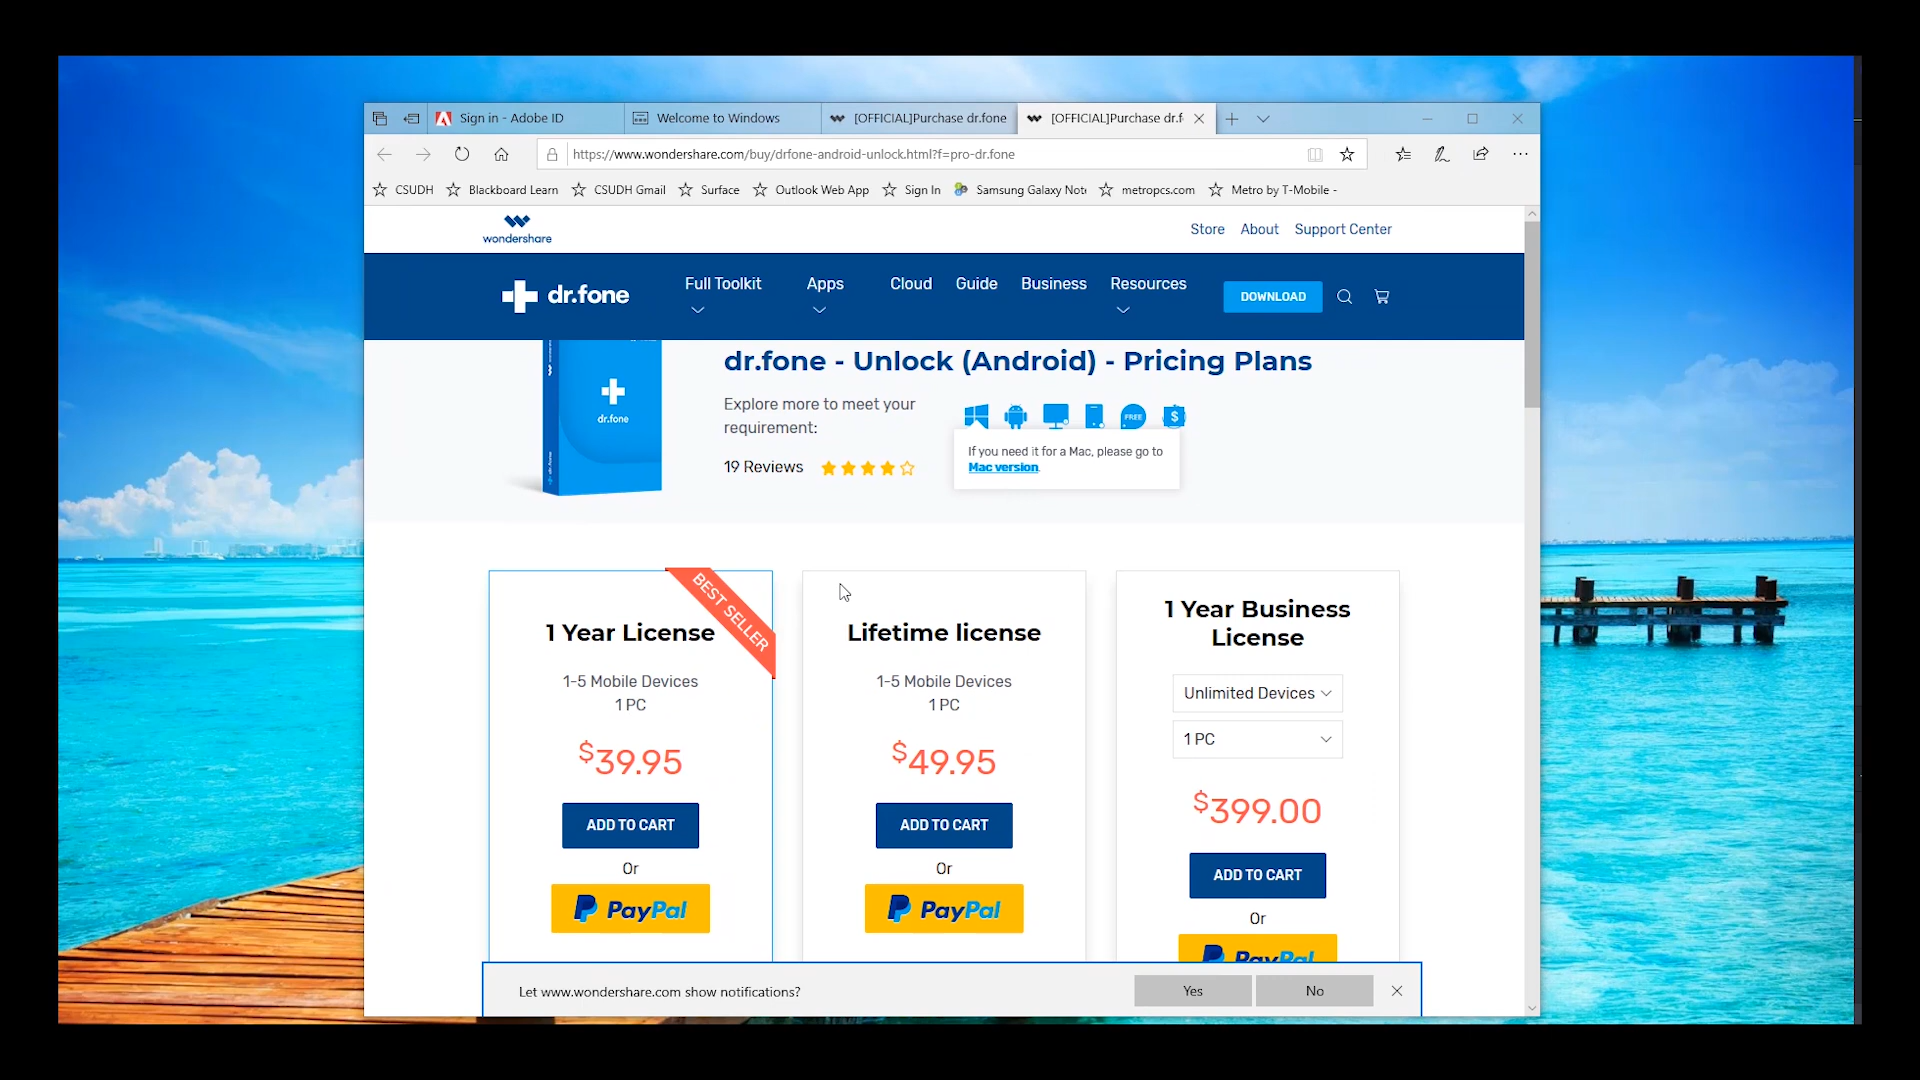 Sign in - Adobe ID
Welcome to Windows
[OFFICIAL]Purchase dr.fone
[OFFICIAL]Purchase dr.f
https://www.wondershare.com/buy/drfone-android-unlock.html?f=pro-dr.fone
CSUDH
Blackboard Learn
CSUDH Gmail
Surface
Outlook Web App
Sign In
Samsung Galaxy Not
metropcs.com
Metro by T-Mobile -
wondershare
Store
About
Support Center
dr.fone
Full Toolkit
Apps
Cloud
Guide
Business
Resources
DOWNLOAD
dr.fone
dr.fone - Unlock (Android) - Pricing Plans
Explore more to meet your
requirement:
FREE
$
If you need it for a Mac, please go to
Mac version.
19 Reviews
BEST SELLER
1 Year License
1-5 Mobile Devices
1 PC
$39.95
ADD TO CART
Or
PayPal
Lifetime license
1-5 Mobile Devices
1 PC
$49.95
ADD TO CART
Or
PayPal
1 Year Business
License
Unlimited Devices
1 PC
$399.00
ADD TO CART
Or
PayPal
Let www.wondershare.com show notifications?
Yes
No